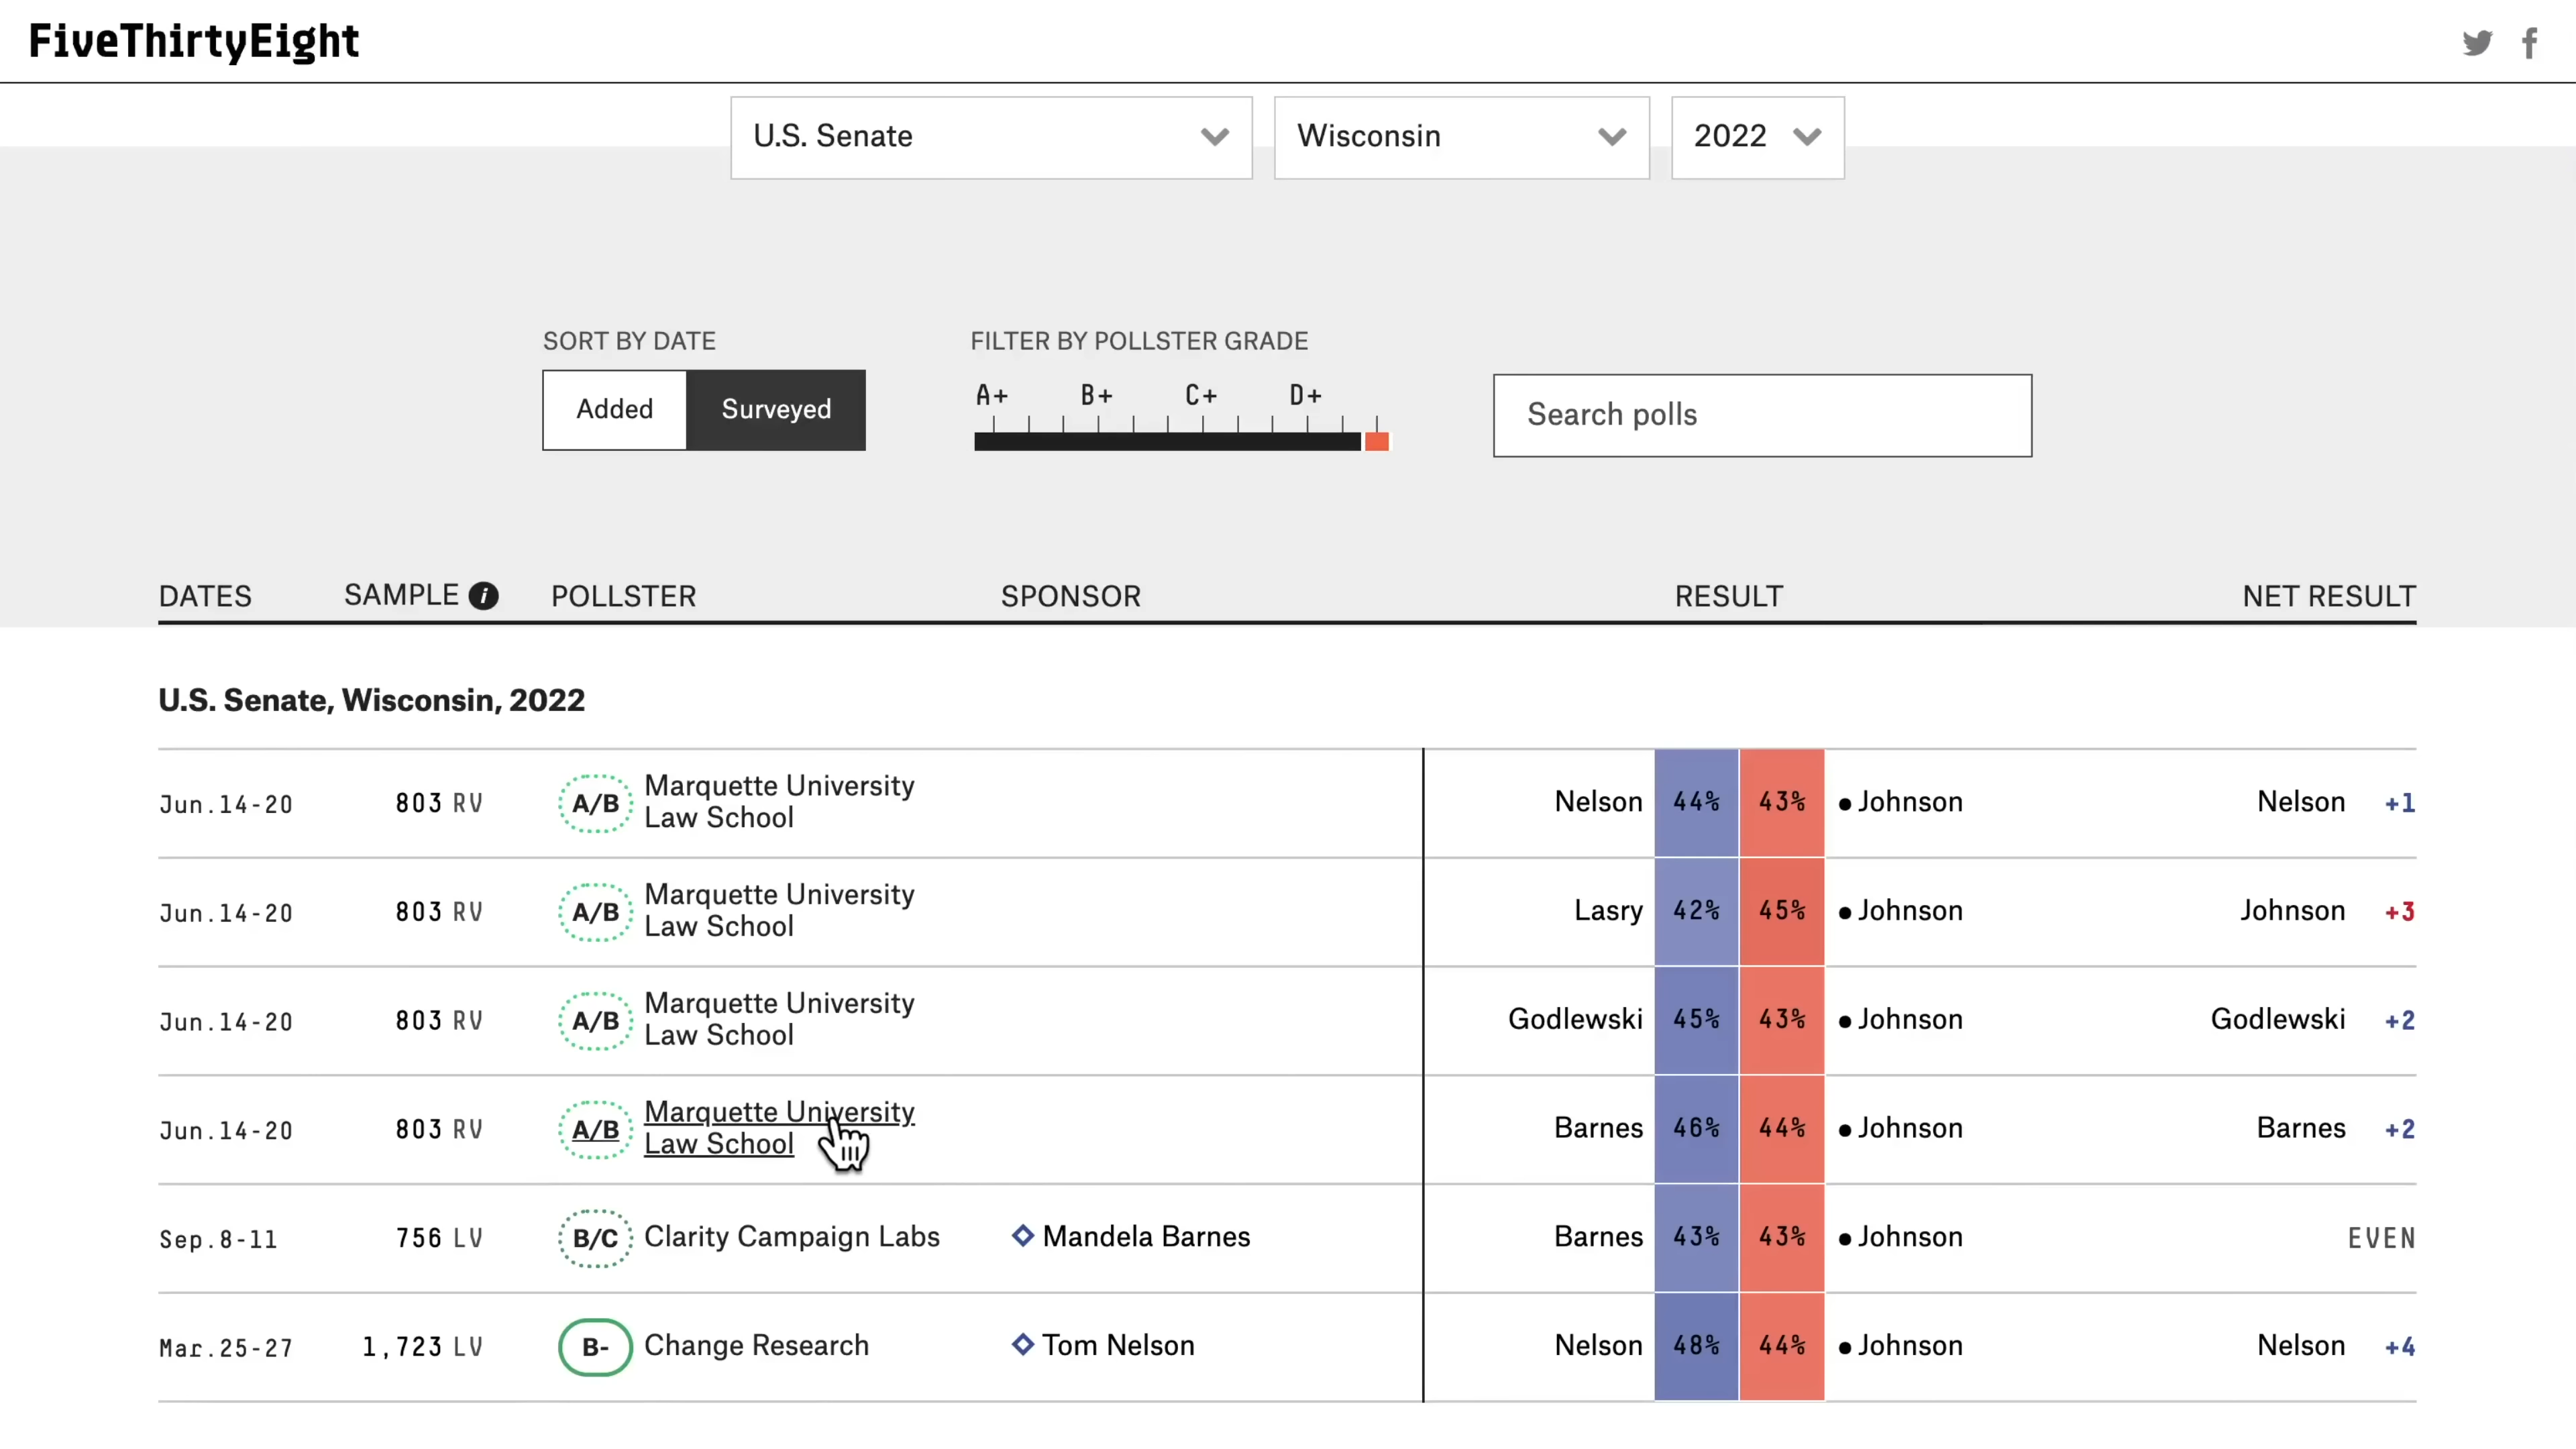 FiveThirtyEight
U.S. Senate Wisconsin 2022
SORT BY DATE FILTER BY POLLSTER GRADE
A+ B+ C+ D+
Added Surveyed Search polls
DATES SAMPLE i POLLSTER SPONSOR RESULT NET RESULT
U.S. Senate, Wisconsin, 2022
Jun.14-20 803 RV A/B Marquette University Law School Nelson 44% 43% Johnson Nelson +1
Jun.14-20 803 RV A/B Marquette University Law School Lasry 42% 45% Johnson Johnson +3
Jun.14-20 803 RV A/B Marquette University Law School Godlewski 45% 43% Johnson Godlewski +2
Jun.14-20 803 RV A/B Marquette University Law School Barnes 46% 44% Johnson Barnes +2
Sep.8-11 756 LV B/C Clarity Campaign Labs Mandela Barnes Barnes 43% 43% Johnson EVEN
Mar.25-27 1,723 LV B- Change Research Tom Nelson Nelson 48% 44% Johnson Nelson +4